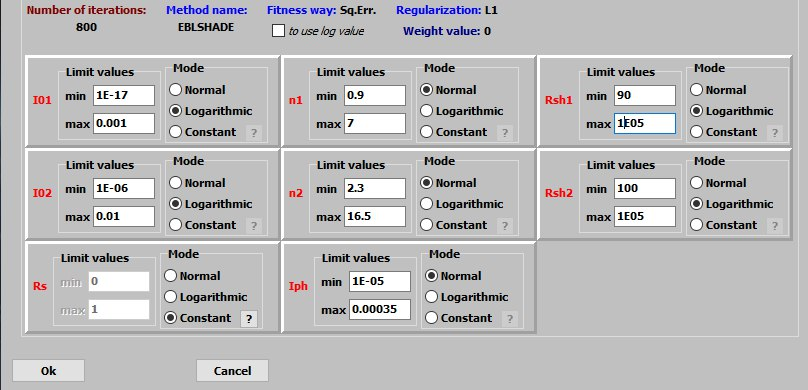 Number of iterations: Method name: Fitness way: Sq.Err. Regularization: L1
800 EBLSHADE to use log value Weight value: 0
I01
Limit values
min 1E-17
max 0.001
Mode
Normal
Logarithmic
Constant ?
n1
Limit values
min 0.9
max 7
Mode
Normal
Logarithmic
Constant ?
Rsh1
Limit values
min 90
max 1E05
Mode
Normal
Logarithmic
Constant ?
I02
Limit values
min 1E-06
max 0.01
Mode
Normal
Logarithmic
Constant ?
n2
Limit values
min 2.3
max 16.5
Mode
Normal
Logarithmic
Constant ?
Rsh2
Limit values
min 100
max 1E05
Mode
Normal
Logarithmic
Constant ?
Rs
Limit values
min 0
max 1
Mode
Normal
Logarithmic
Constant ?
Iph
Limit values
min 1E-05
max 0.00035
Mode
Normal
Logarithmic
Constant ?
Ok Cancel